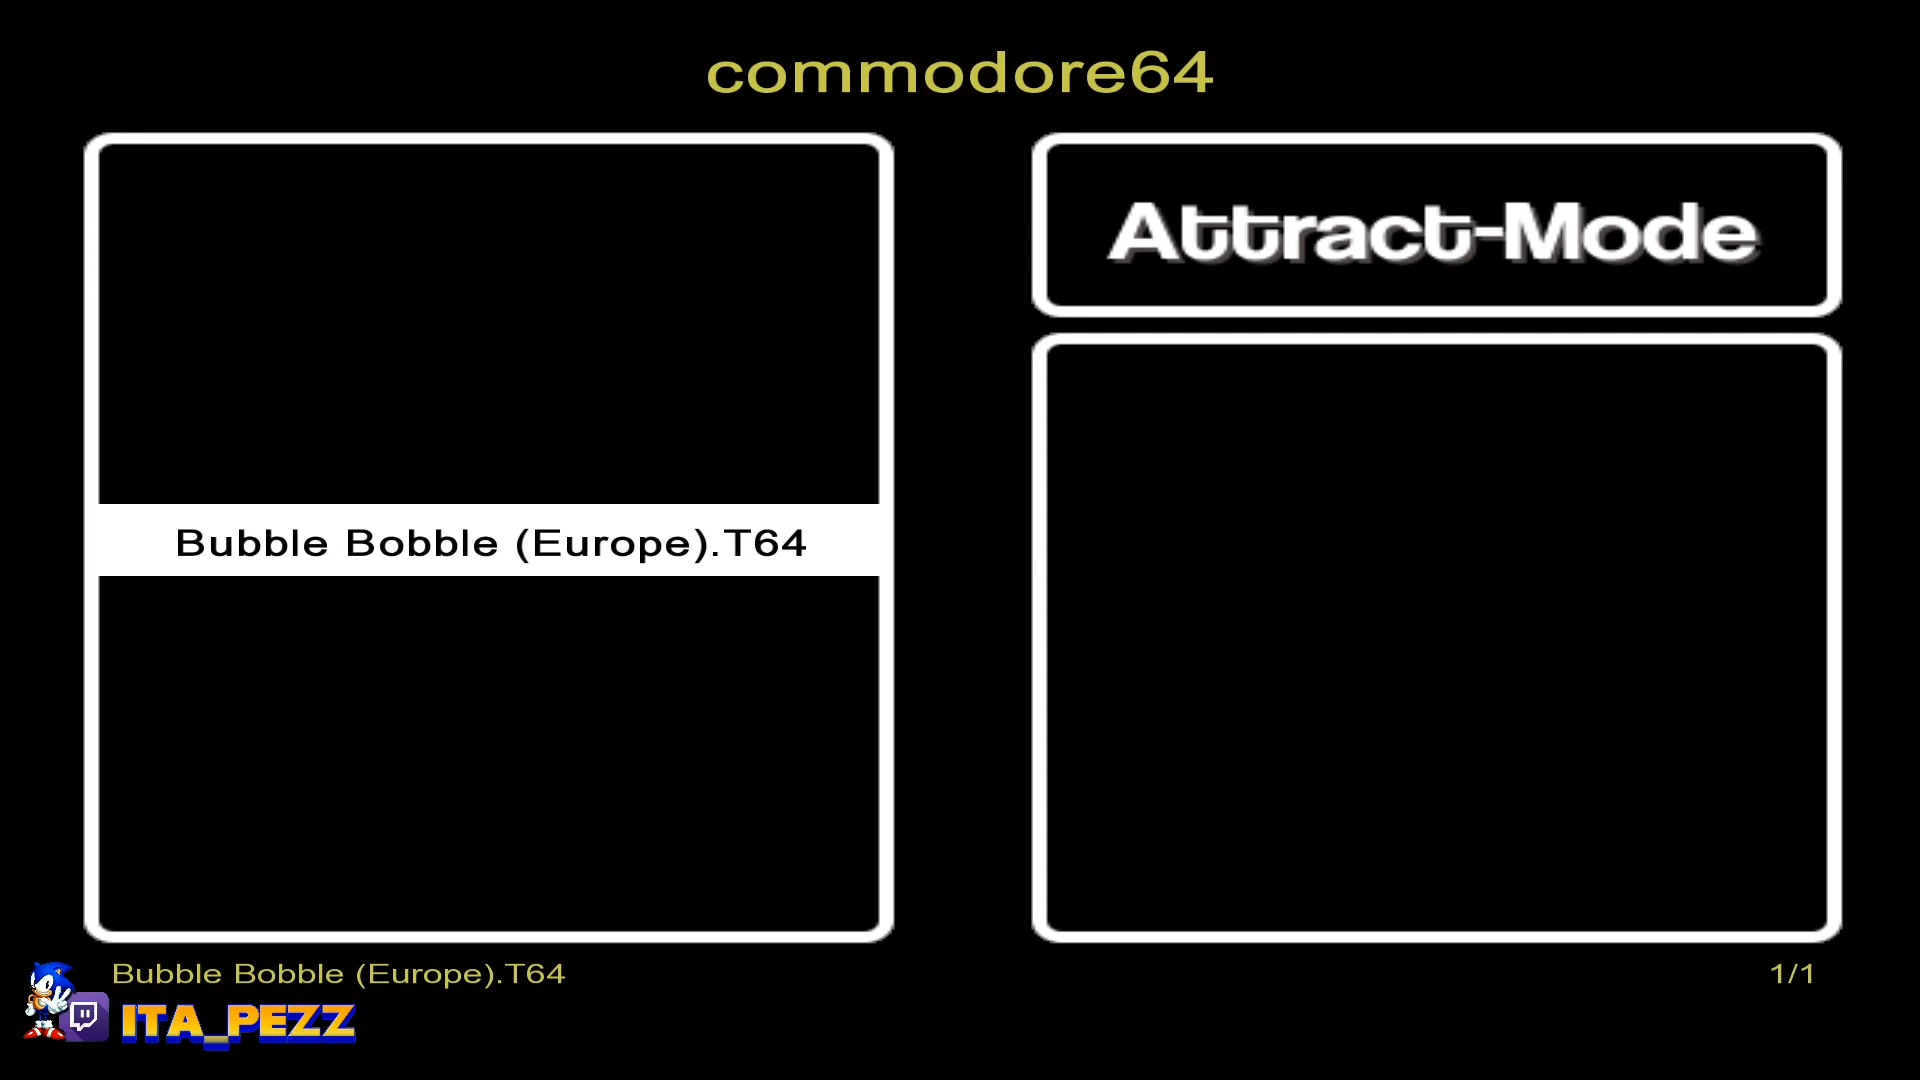 commodore64
Attract-Mode
Bubble Bobble (Europe).T64
Bubble Bobble (Europe).T64
1/1
ITA_PEZZ